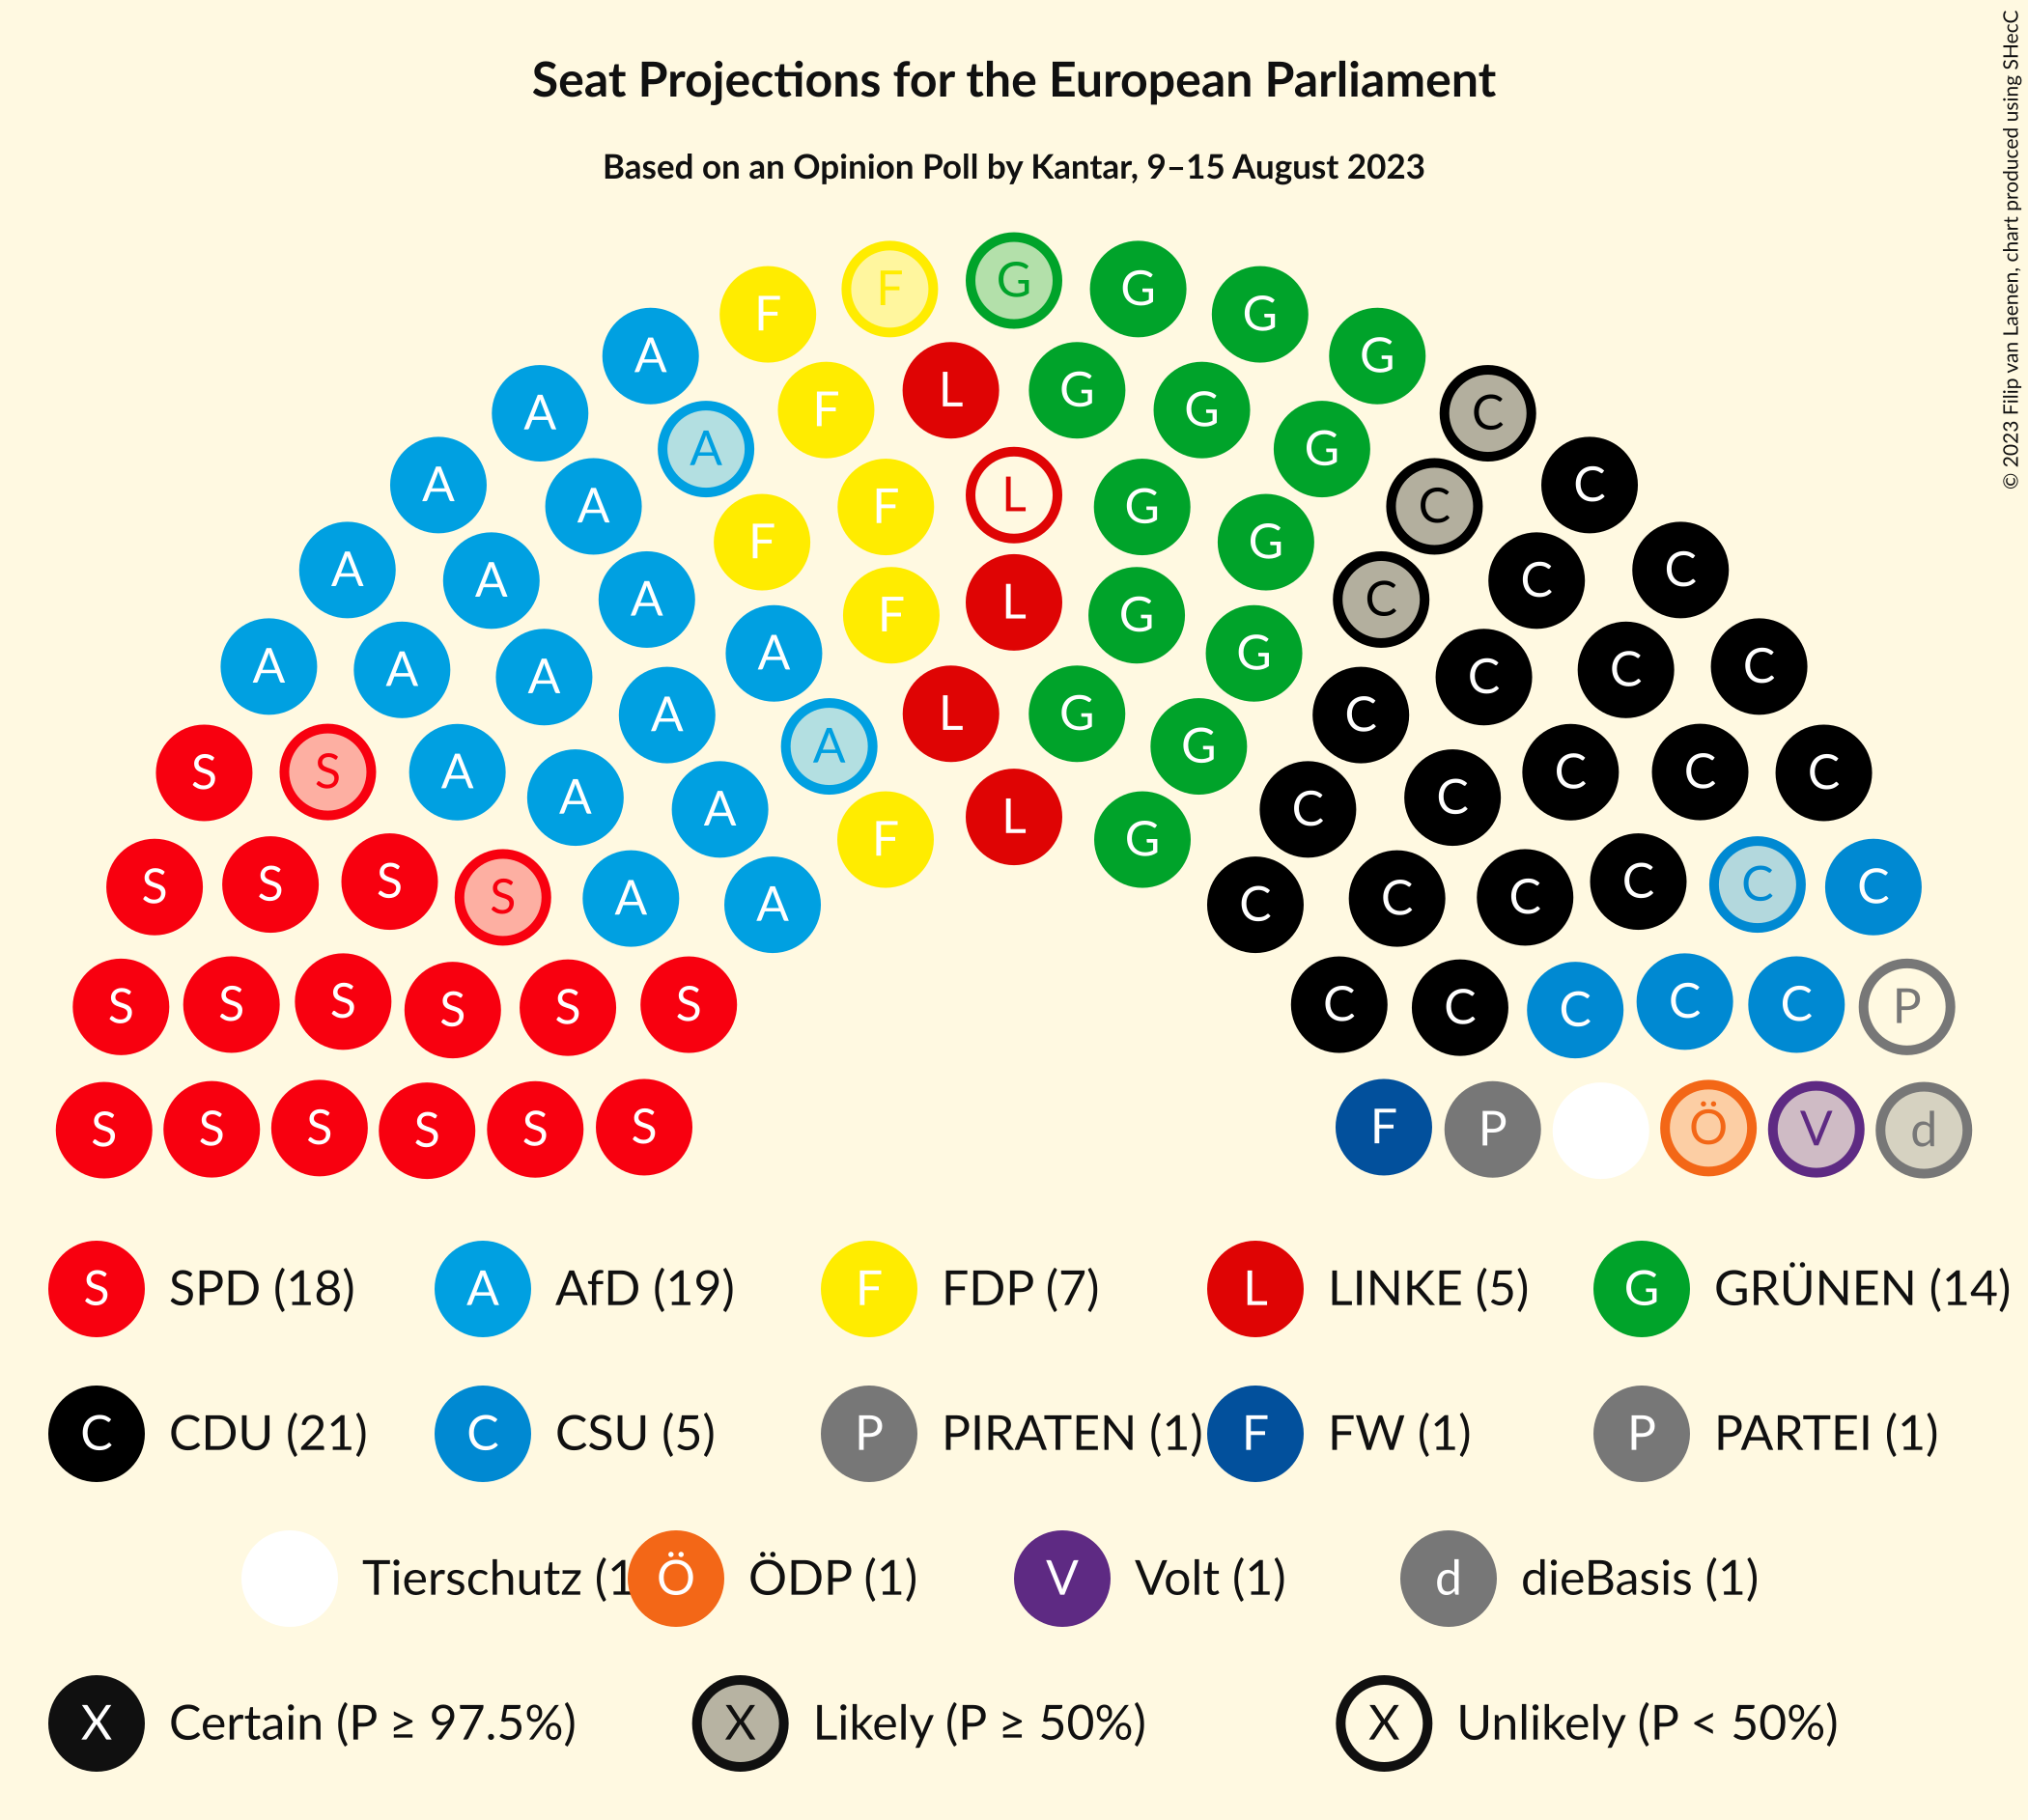 Seat Projections for the European Parliament
Based on an Opinion Poll by Kantar, 9–15 August 2023
© 2023 Filip van Laenen, chart produced using SHecC
F G G
F G
A G
L G
A F G C
A G
A L C
A F G C
F G
A C
A C
A L C
F G
A G
A A C C
A C
A L G C
A G
S S A C C C
A C
A L C
F G
S S S C C C
S A A C C C
S S S S S S C C C C C P
S S S S S S F P Ö V d
S SPD (18) A AfD (19) F FDP (7) L LINKE (5) G GRÜNEN (14)
C CDU (21) C CSU (5) P PIRATEN (1) F FW (1) P PARTEI (1)
Tierschutz (1 Ö ÖDP (1) V Volt (1) d dieBasis (1)
X Certain (P ≥ 97.5%) X Likely (P ≥ 50%) X Unlikely (P < 50%)